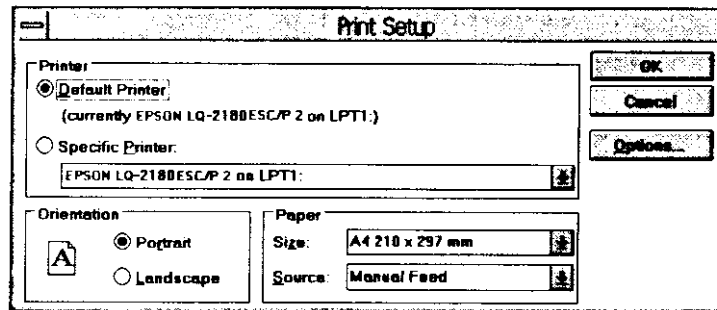 Print Setup
Printer
Default Printer
(currently EPSON LQ-2180ESC/P 2 on LPT1:)
Specific Printer:
EPSON LQ-2180ESC/P 2 on LPT1:
OK
Cancel
Options...
Orientation
A
Portrait
Landscape
Paper
Size: A4 210 x 297 mm
Source: Manual Feed